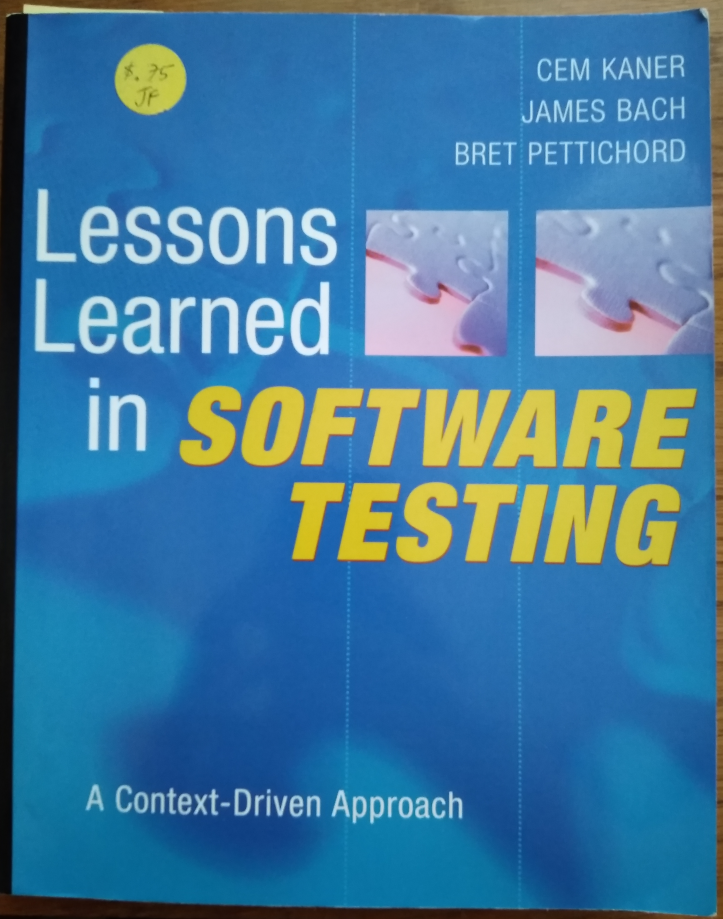 $.75
JF
CEM KANER
JAMES BACH
BRET PETTICHORD
Lessons
Learned
in SOFTWARE
TESTING
A Context-Driven Approach